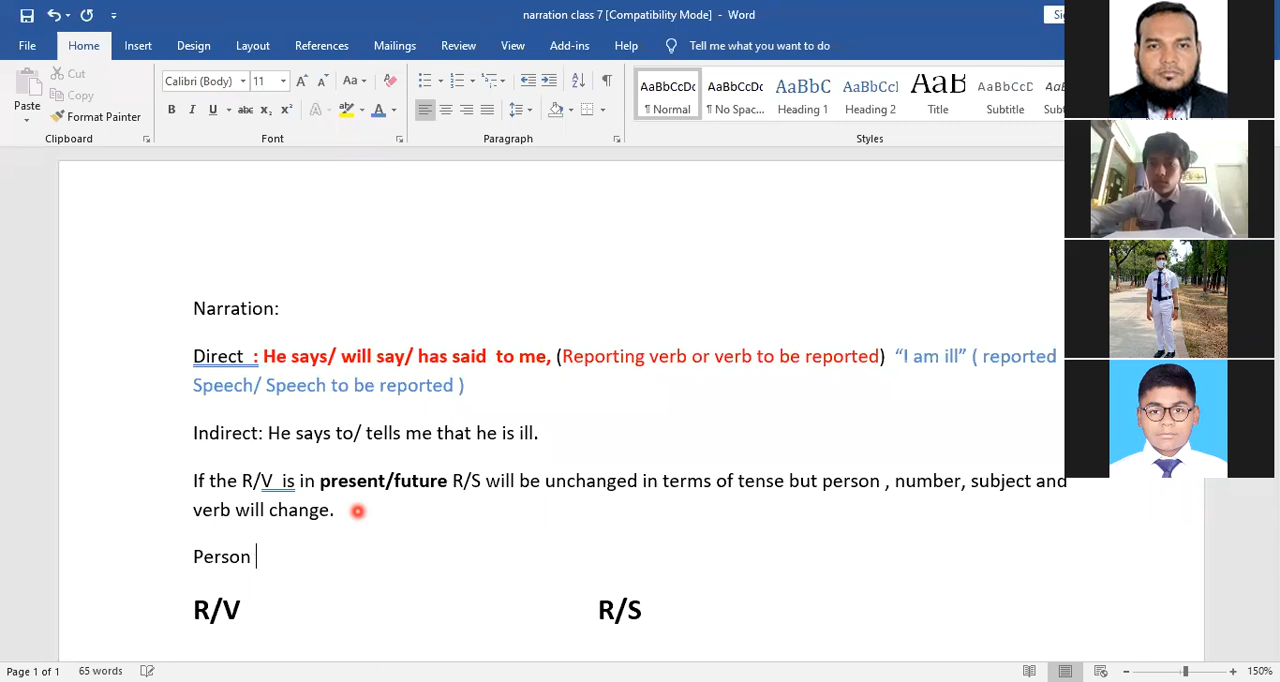 narration class 7 [Compatibility Mode] - Word
File Home Insert Design Layout References Mailings Review View Add-ins Help Tell me what you want to do
Cut
Copy
Paste
Format Painter
Clipboard
Calibri (Body) 11
Font
Paragraph
AaBbCcDc AaBbCcDc AaBbC AaBbCcl AaB AaBbCcD
¶ Normal ¶ No Spac... Heading 1 Heading 2 Title Subtitle
Styles
Narration:
Direct : He says/ will say/ has said to me, (Reporting verb or verb to be reported) “I am ill” ( reported
Speech/ Speech to be reported )
Indirect: He says to/ tells me that he is ill.
If the R/V is in present/future R/S will be unchanged in terms of tense but person , number, subject and
verb will change.
Person
R/V R/S
Page 1 of 1 65 words 150%